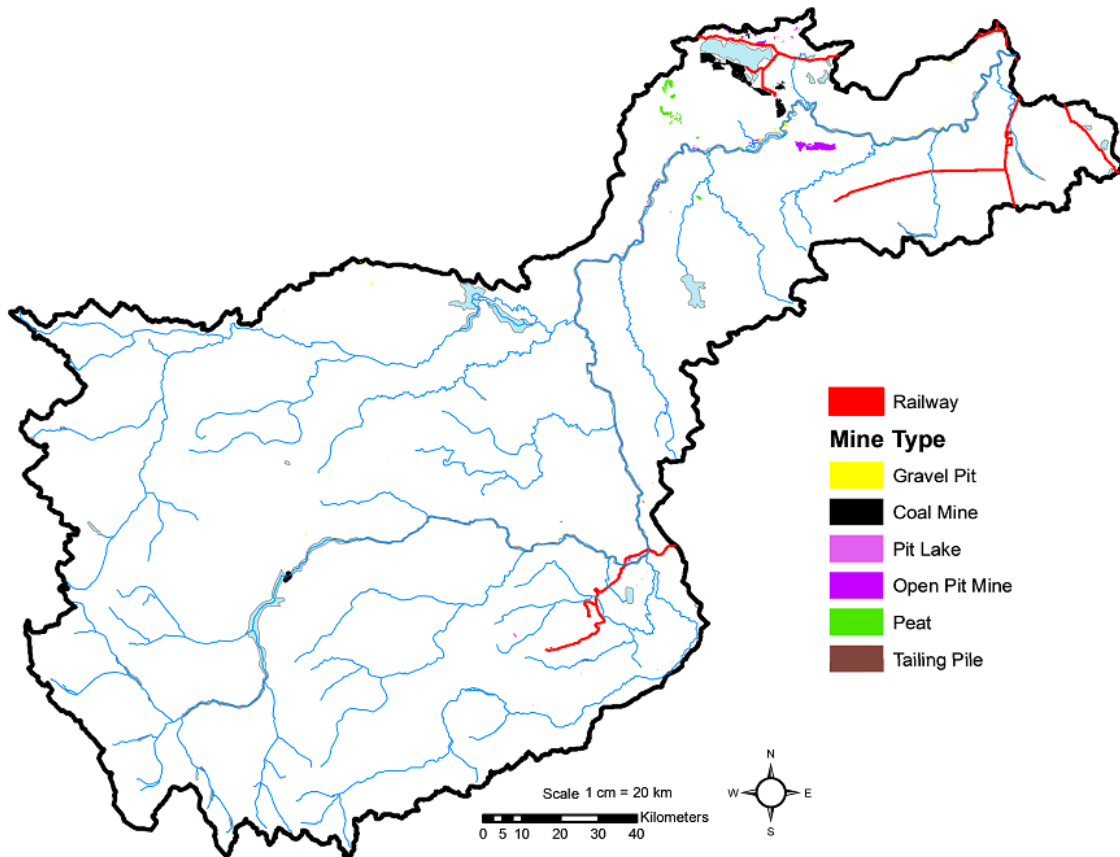 Railway
Mine Type
Gravel Pit
Coal Mine
Pit Lake
Open Pit Mine
Peat
Tailing Pile
N
W E
S
Scale 1 cm = 20 km
Kilometers
0 5 10 20 30 40